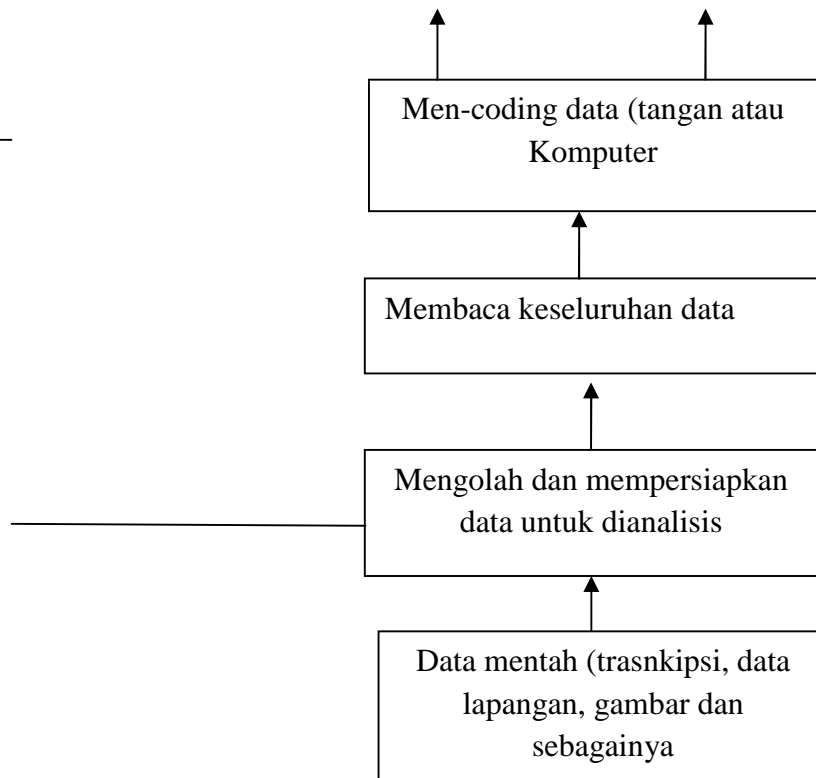 Men-coding data (tangan atau
Komputer
Membaca keseluruhan data
Mengolah dan mempersiapkan
data untuk dianalisis
Data mentah (trasnkipsi, data
lapangan, gambar dan
sebagainya